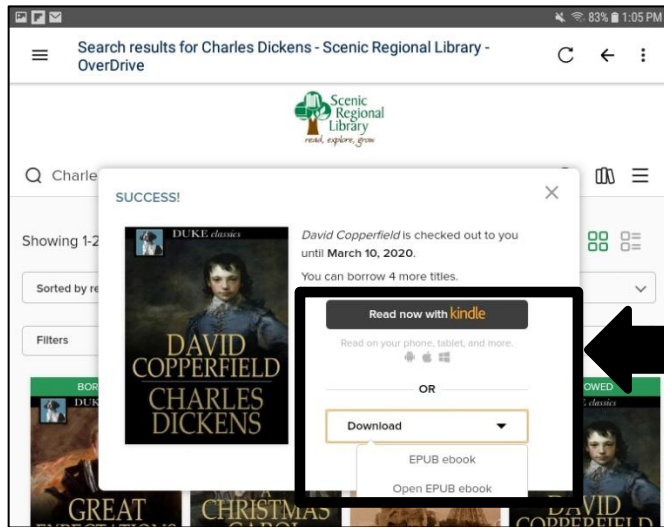 83% 1:05 PM
Search results for Charles Dickens - Scenic Regional Library -
OverDrive
Scenic
Regional
Library
read, explore, grow
Charle
SUCCESS!
DUKE classics
DAVID
COPPERFIELD
CHARLES
DICKENS
David Copperfield is checked out to you
until March 10, 2020.
You can borrow 4 more titles.
Read now with kindle
Read on your phone, tablet, and more.
OR
Download
EPUB ebook
Open EPUB ebook
Showing 1-2
Sorted by re
Filters
BOR
DUK
GREAT
EXPECTATIONS
A
CHRISTMAS
CAROL
OWED
classics
DAVID
COPPERFIELD